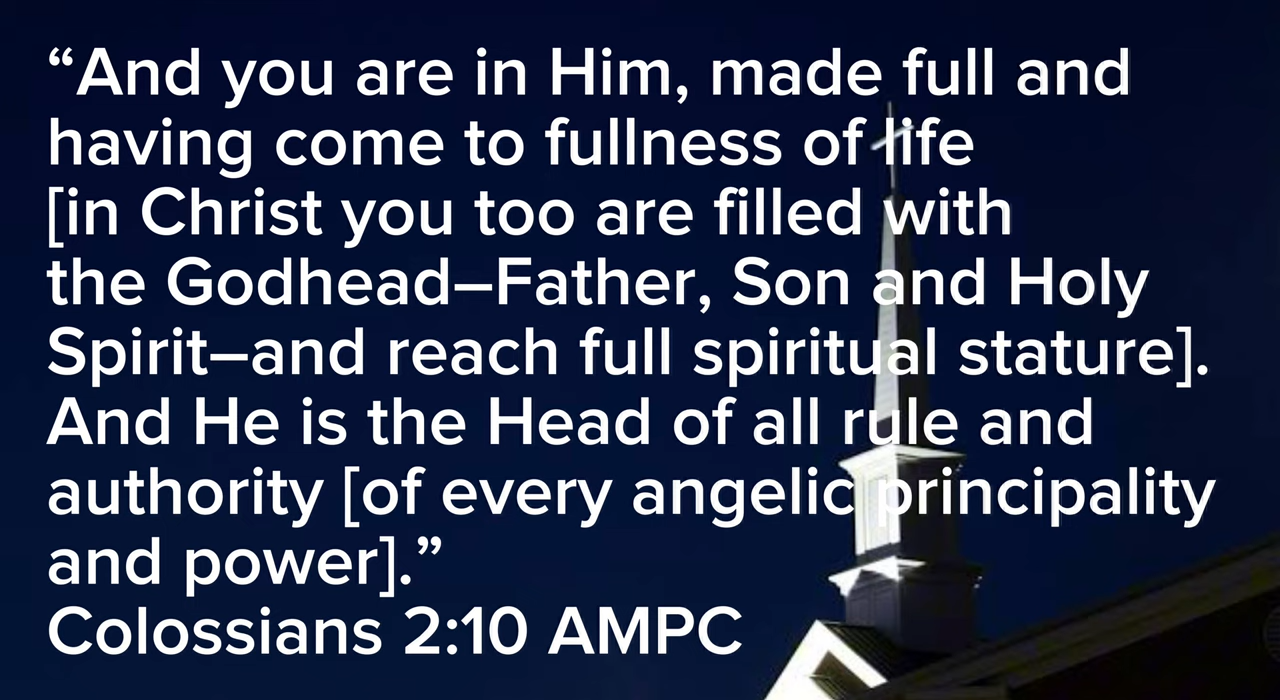 “And you are in Him, made full and
having come to fullness of life
[in Christ you too are filled with
the Godhead–Father, Son and Holy
Spirit–and reach full spiritual stature].
And He is the Head of all rule and
authority [of every angelic principality
and power].”
Colossians 2:10 AMPC